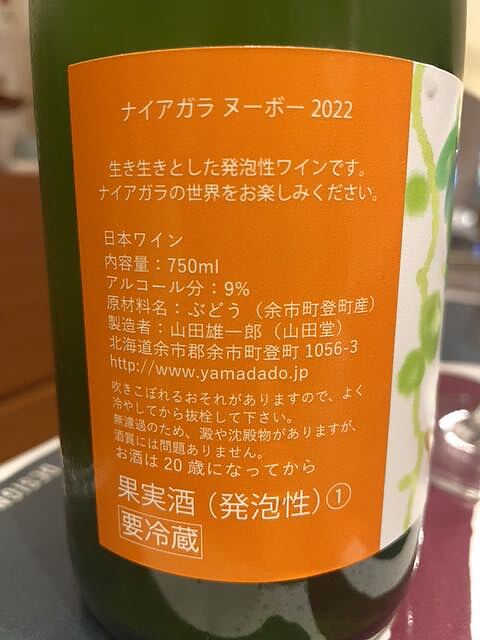 ナイアガラ ヌーボー 2022
生き生きとした発泡性ワインです。
ナイアガラの世界をお楽しみください。
日本ワイン
内容量：750ml
アルコール分：9%
原材料名：ぶどう（余市町登町産）
製造者：山田雄一郎（山田堂）
北海道余市郡余市町登町 1056-3
http://www.yamadado.jp
吹きこぼれるおそれがありますので、よく
冷やしてから抜栓して下さい。
無濾過のため、澱や沈殿物がありますが、
酒質には問題ありません。
お酒は 20 歳になってから
果実酒（発泡性）①
要冷蔵